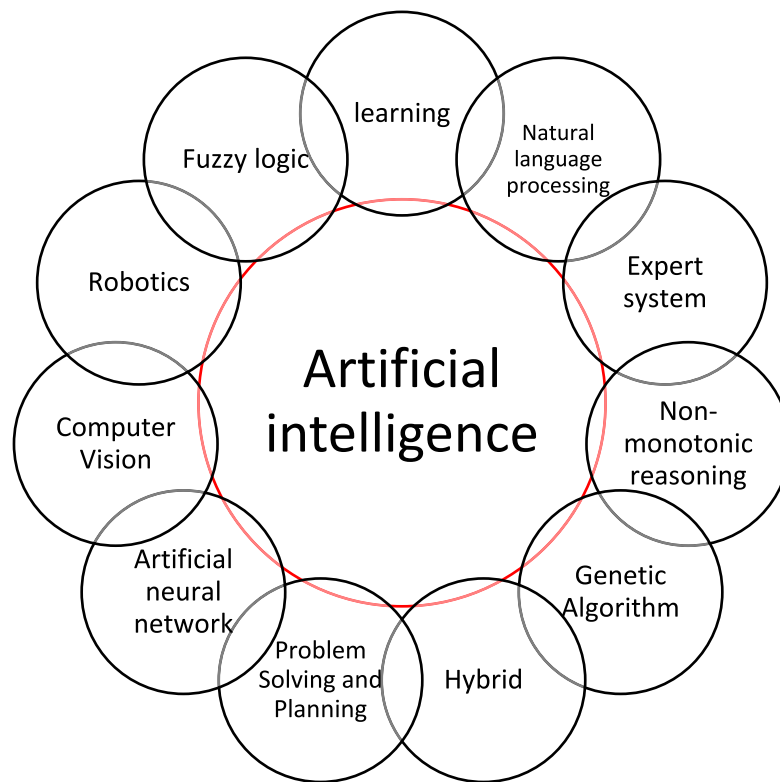 learning
Natural
language
processing
Expert
system
Non-
monotonic
reasoning
Genetic
Algorithm
Hybrid
Problem
Solving and
Planning
Artificial
neural
network
Computer
Vision
Robotics
Fuzzy logic
Artificial
intelligence